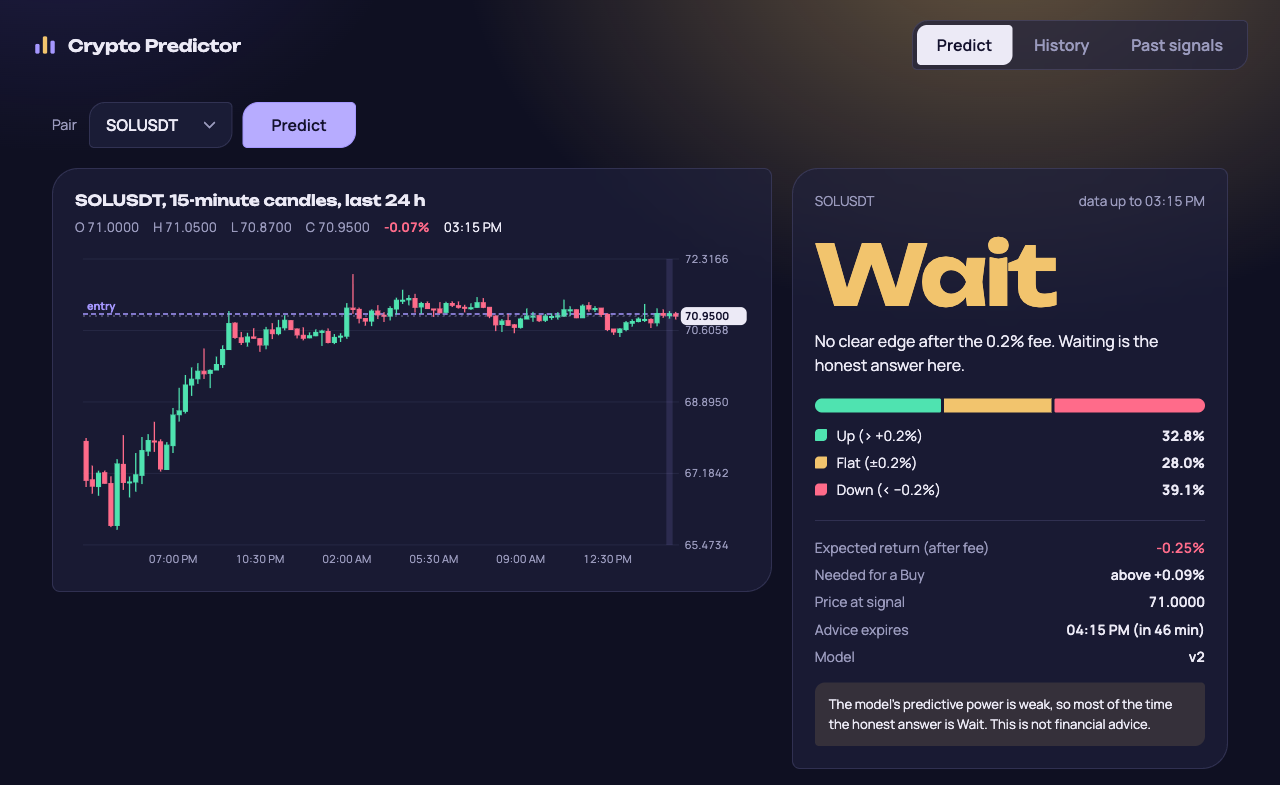 Crypto Predictor
Predict
History
Past signals
Pair
SOLUSDT
Predict
SOLUSDT, 15-minute candles, last 24 h
O 71.0000 H 71.0500 L 70.8700 C 70.9500 -0.07% 03:15 PM
72.3166
entry
70.9500
70.6058
68.8950
67.1842
65.4734
07:00 PM 10:30 PM 02:00 AM 05:30 AM 09:00 AM 12:30 PM
SOLUSDT
data up to 03:15 PM
Wait
No clear edge after the 0.2% fee. Waiting is the
honest answer here.
Up (> +0.2%) 32.8%
Flat (±0.2%) 28.0%
Down (< −0.2%) 39.1%
Expected return (after fee) -0.25%
Needed for a Buy above +0.09%
Price at signal 71.0000
Advice expires 04:15 PM (in 46 min)
Model v2
The model's predictive power is weak, so most of the time
the honest answer is Wait. This is not financial advice.